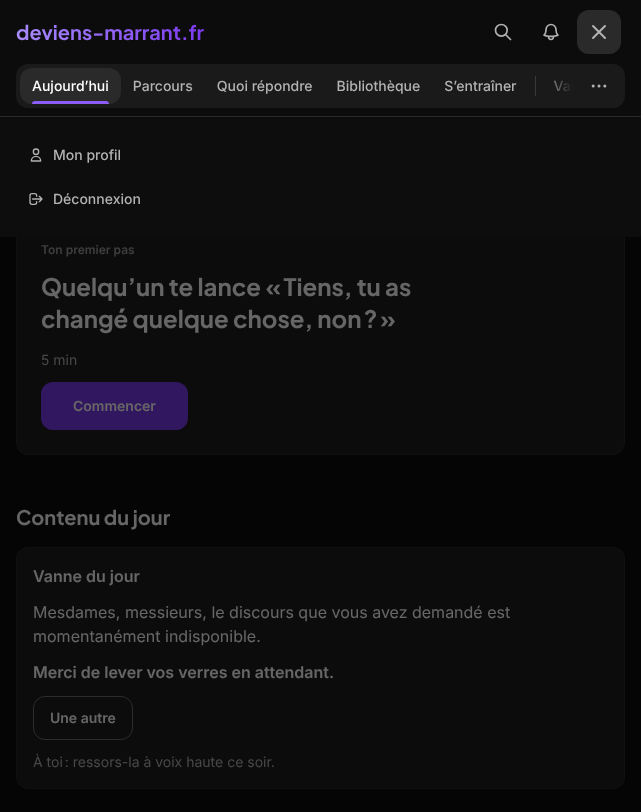 deviens-marrant.fr
Aujourd’hui Parcours Quoi répondre Bibliothèque S’entraîner Va
Mon profil
Déconnexion
Ton premier pas
Quelqu’un te lance « Tiens, tu as
changé quelque chose, non ? »
5 min
Commencer
Contenu du jour
Vanne du jour
Mesdames, messieurs, le discours que vous avez demandé est
momentanément indisponible.
Merci de lever vos verres en attendant.
Une autre
À toi : ressors-la à voix haute ce soir.